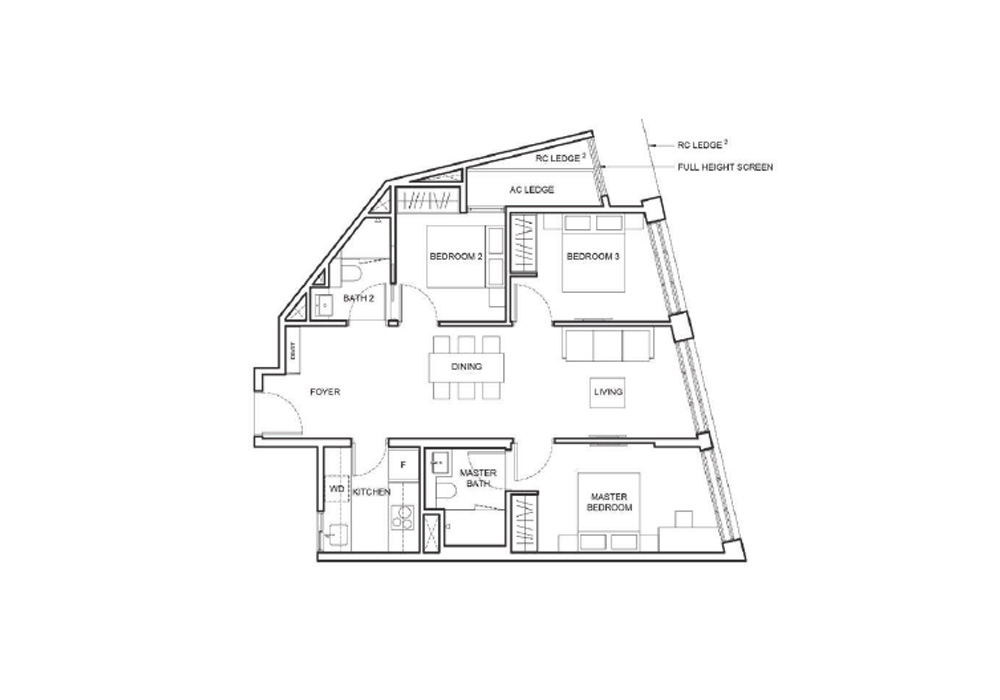 RC LEDGE 2
RC LEDGE 2
FULL HEIGHT SCREEN
AC LEDGE
BEDROOM 2
BEDROOM 3
BATH 2
DB/ST
DINING
FOYER
LIVING
F
MASTER
BATH
WD
KITCHEN
MASTER
BEDROOM